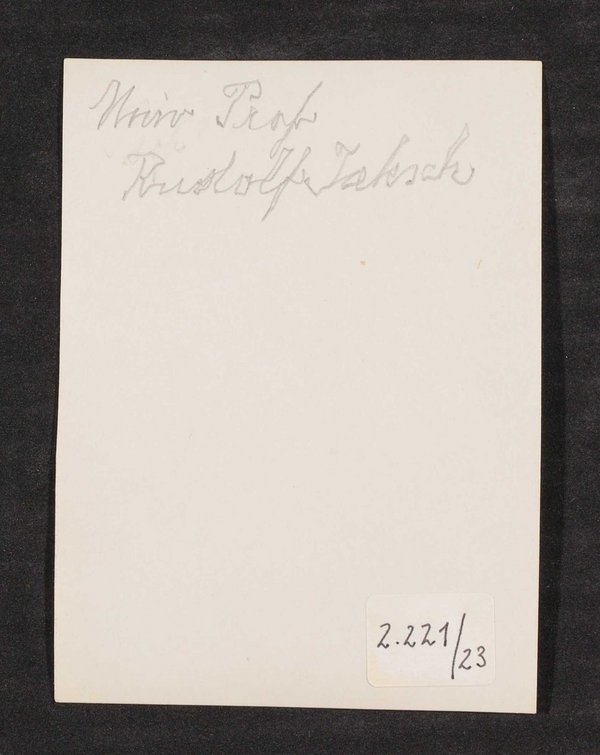 Univ Prof
Rudolf Jaksch
2.221/23